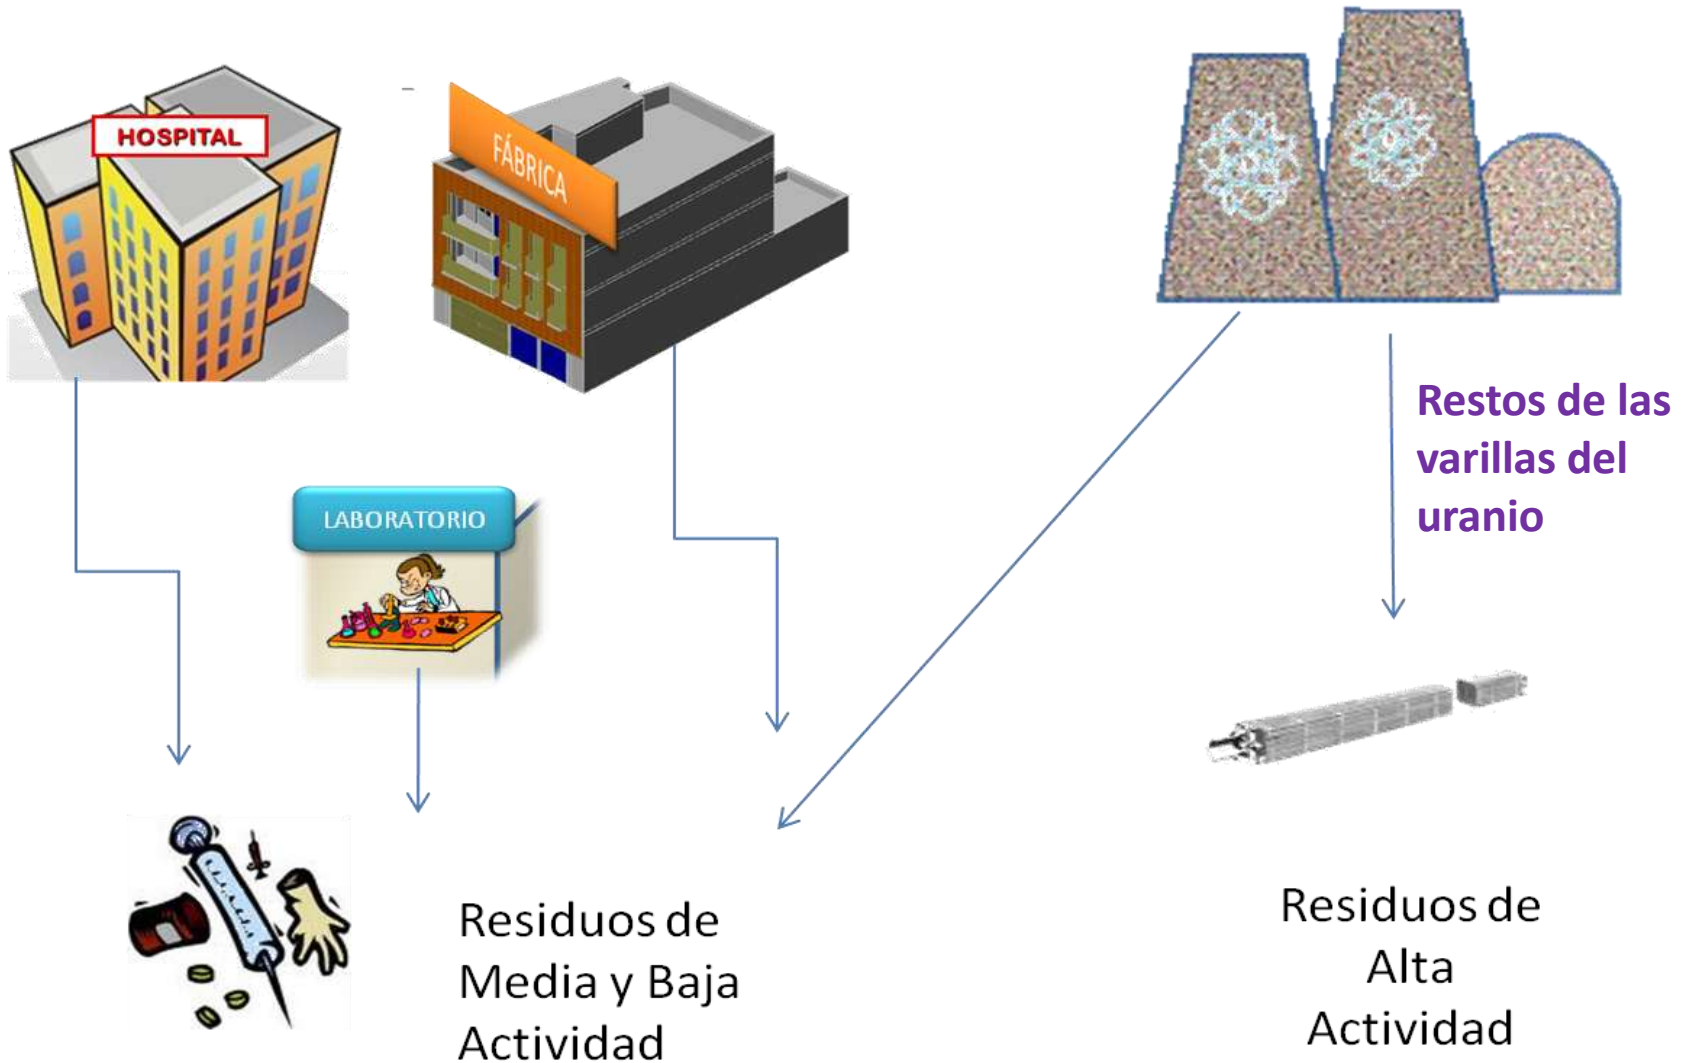 HOSPITAL
FÁBRICA
Restos de las
varillas del
uranio
LABORATORIO
Residuos de
Media y Baja
Actividad
Residuos de
Alta
Actividad